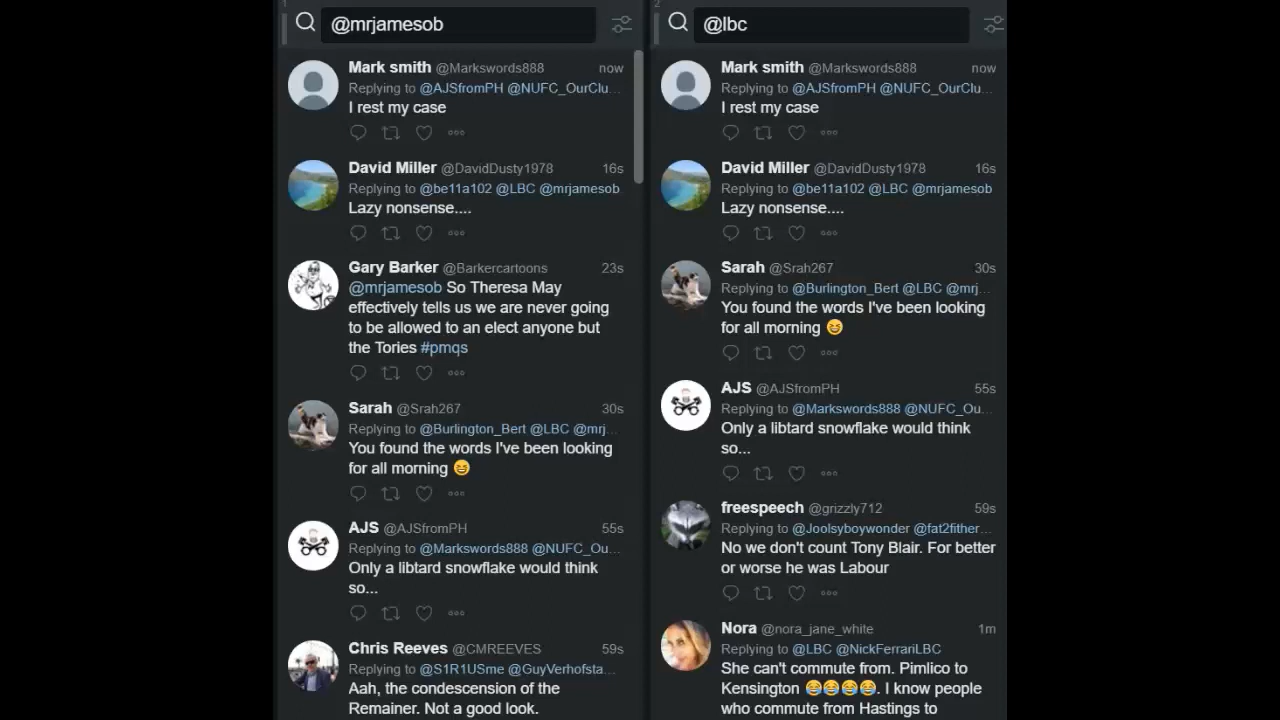 1
@mrjamesob
Mark smith @Markswords888 now
Replying to @AJSfromPH @NUFC_OurClu...
I rest my case
David Miller @DavidDusty1978 16s
Replying to @be11a102 @LBC @mrjamesob
Lazy nonsense....
Gary Barker @Barkercartoons 23s
@mrjamesob So Theresa May
effectively tells us we are never going
to be allowed to an elect anyone but
the Tories #pmqs
Sarah @Srah267 30s
Replying to @Burlington_Bert @LBC @mrj...
You found the words I've been looking
for all morning 😆
AJS @AJSfromPH 55s
Replying to @Markswords888 @NUFC_Ou...
Only a libtard snowflake would think
so...
Chris Reeves @CMREEVES 59s
Replying to @S1R1USme @GuyVerhofsta...
Aah, the condescension of the
Remainer. Not a good look.
2
@lbc
Mark smith @Markswords888 now
Replying to @AJSfromPH @NUFC_OurClu...
I rest my case
David Miller @DavidDusty1978 16s
Replying to @be11a102 @LBC @mrjamesob
Lazy nonsense....
Sarah @Srah267 30s
Replying to @Burlington_Bert @LBC @mrj...
You found the words I've been looking
for all morning 😆
AJS @AJSfromPH 55s
Replying to @Markswords888 @NUFC_Ou...
Only a libtard snowflake would think
so...
freespeech @grizzly712 59s
Replying to @Joolsyboywonder @fat2fither...
No we don't count Tony Blair. For better
or worse he was Labour
Nora @nora_jane_white 1m
Replying to @LBC @NickFerrariLBC
She can't commute from. Pimlico to
Kensington 😂😂😂😂. I know people
who commute from Hastings to